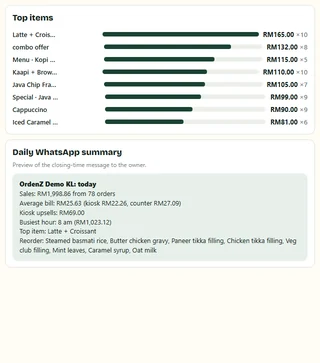 Top items
Latte + Crois... RM165.00 ×10
combo offer RM132.00 ×8
Menu · Kopi ... RM115.00 ×5
Kaapi + Brow... RM110.00 ×10
Java Chip Fra... RM105.00 ×7
Special · Java ... RM99.00 ×9
Cappuccino RM90.00 ×9
Iced Caramel ... RM81.00 ×6
Daily WhatsApp summary
Preview of the closing-time message to the owner.
OrdenZ Demo KL: today
Sales: RM1,998.86 from 78 orders
Average bill: RM25.63 (kiosk RM22.26, counter RM27.09)
Kiosk upsells: RM69.00
Busiest hour: 8 am (RM1,023.12)
Top item: Latte + Croissant
Reorder: Steamed basmati rice, Butter chicken gravy, Paneer tikka filling, Chicken tikka filling, Veg
club filling, Mint leaves, Caramel syrup, Oat milk